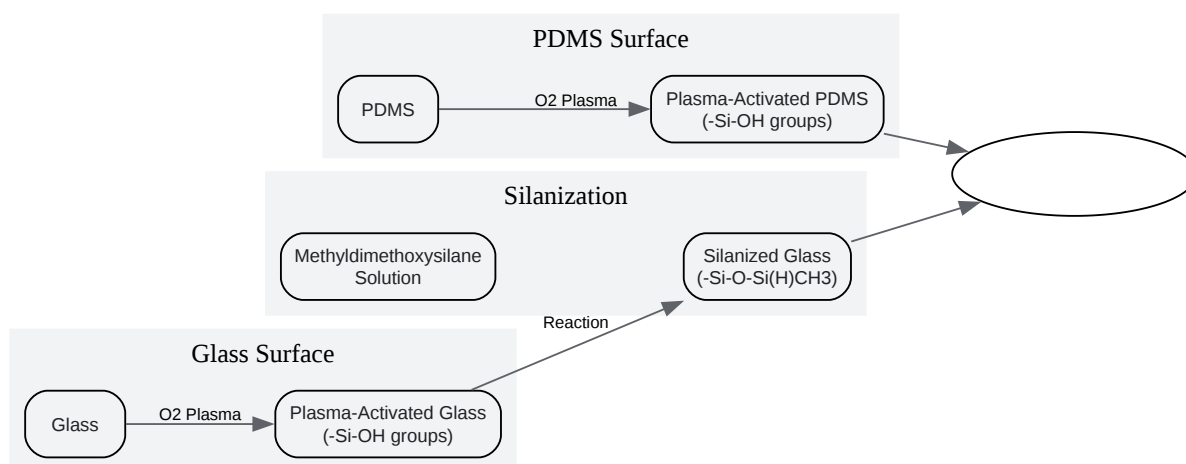 PDMS Surface
PDMS
O2 Plasma
Plasma-Activated PDMS
(-Si-OH groups)
Silanization
Methyldimethoxysilane
Solution
Silanized Glass
(-Si-O-Si(H)CH3)
Reaction
Glass Surface
Glass
O2 Plasma
Plasma-Activated Glass
(-Si-OH groups)